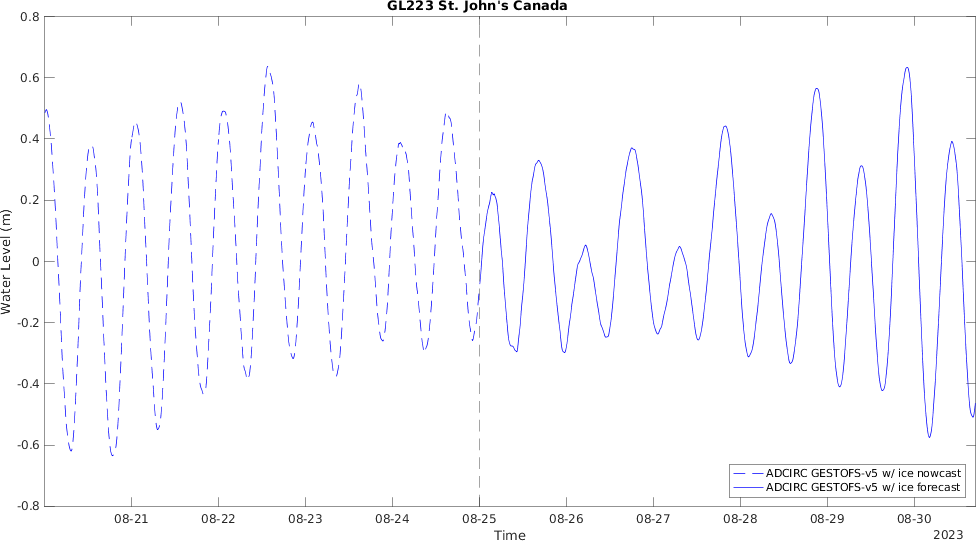 GL223 St. John's Canada
0.8
0.6
0.4
0.2
0
-0.2
-0.4
-0.6
-0.8
Water Level (m)
ADCIRC GESTOFS-v5 w/ ice nowcast
ADCIRC GESTOFS-v5 w/ ice forecast
08-21 08-22 08-23 08-24 08-25 08-26 08-27 08-28 08-29 08-30
Time
2023